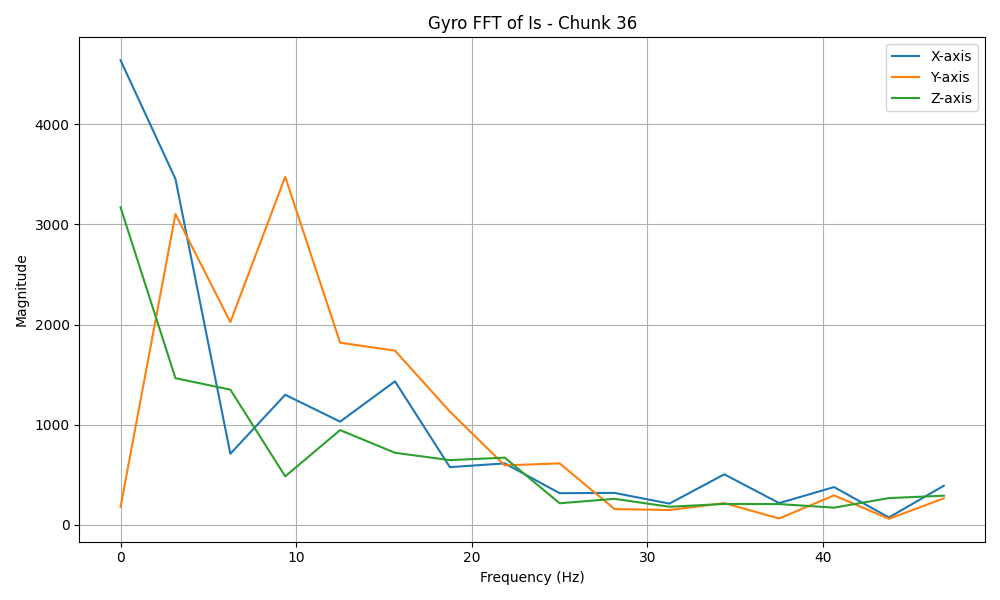 Gyro FFT of Is - Chunk 36
X-axis
Y-axis
Z-axis
Magnitude
4000
3000
2000
1000
0
0 10 20 30 40
Frequency (Hz)